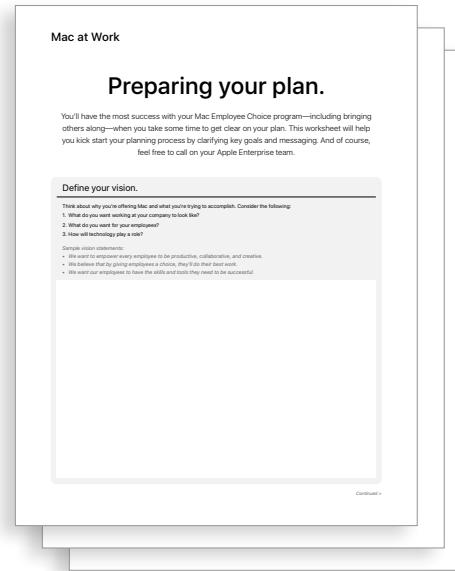 Mac at Work
Preparing your plan.
You'll have the most success with your Mac Employee Choice program—including bringing
others along—when you take some time to get clear on your plan. This worksheet will help
you kick start your planning process by clarifying key goals and messaging. And of course,
feel free to call on your Apple Enterprise team.
Define your vision.
Think about why you're offering Mac and what you're trying to accomplish. Consider the following:
1. What do you want working at your company to look like?
2. What do you want for your employees?
3. How will technology play a role?
Sample vision statements:
• We want to empower every employee to be productive, collaborative, and creative.
• We believe that by giving employees a choice, they'll do their best work.
• We want our employees to have the skills and tools they need to be successful.
Continued >